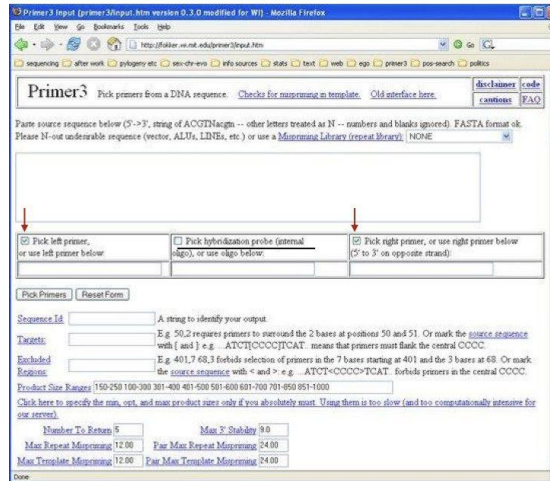 Primer3 Input (primer3/input.htm version 0.3.0 modified for WI) - Mozilla Firefox
File Edit View Go Bookmarks Tools Help
http://fokker.wi.mit.edu/primer3/input.htm Go
sequencing after work pylogeny etc sex-chr-evo info sources stats text web ego primer3 pos-search politics
Primer3 Pick primers from a DNA sequence. Checks for mispriming in template. Old interface here. disclaimer code
cautions FAQ
Paste source sequence below (5'->3', string of ACGTNacgtn -- other letters treated as N -- numbers and blanks ignored). FASTA format ok.
Please N-out undesirable sequence (vector, ALUs, LINEs, etc.) or use a Mispriming Library (repeat library): NONE
Pick left primer, Pick hybridization probe (internal Pick right primer, or use right primer below
or use left primer below: oligo), or use oligo below: (5' to 3' on opposite strand):
Pick Primers Reset Form
Sequence Id: A string to identify your output.
Targets: E.g. 50,2 requires primers to surround the 2 bases at positions 50 and 51. Or mark the source sequence
with [ and ]: e.g. ...ATCT[CCCC]TCAT.. means that primers must flank the central CCCC.
Excluded E.g. 401,7 68,3 forbids selection of primers in the 7 bases starting at 401 and the 3 bases at 68. Or mark
Regions: the source sequence with < and >: e.g. ...ATCT<CCCC>TCAT.. forbids primers in the central CCCC.
Product Size Ranges 150-250 100-300 301-400 401-500 501-600 601-700 701-850 851-1000
Click here to specify the min, opt, and max product sizes only if you absolutely must. Using them is too slow (and too computationally intensive for
our server).
Number To Return 5 Max 3' Stability 9.0
Max Repeat Mispriming 12.00 Pair Max Repeat Mispriming 24.00
Max Template Mispriming 12.00 Pair Max Template Mispriming 24.00
Done